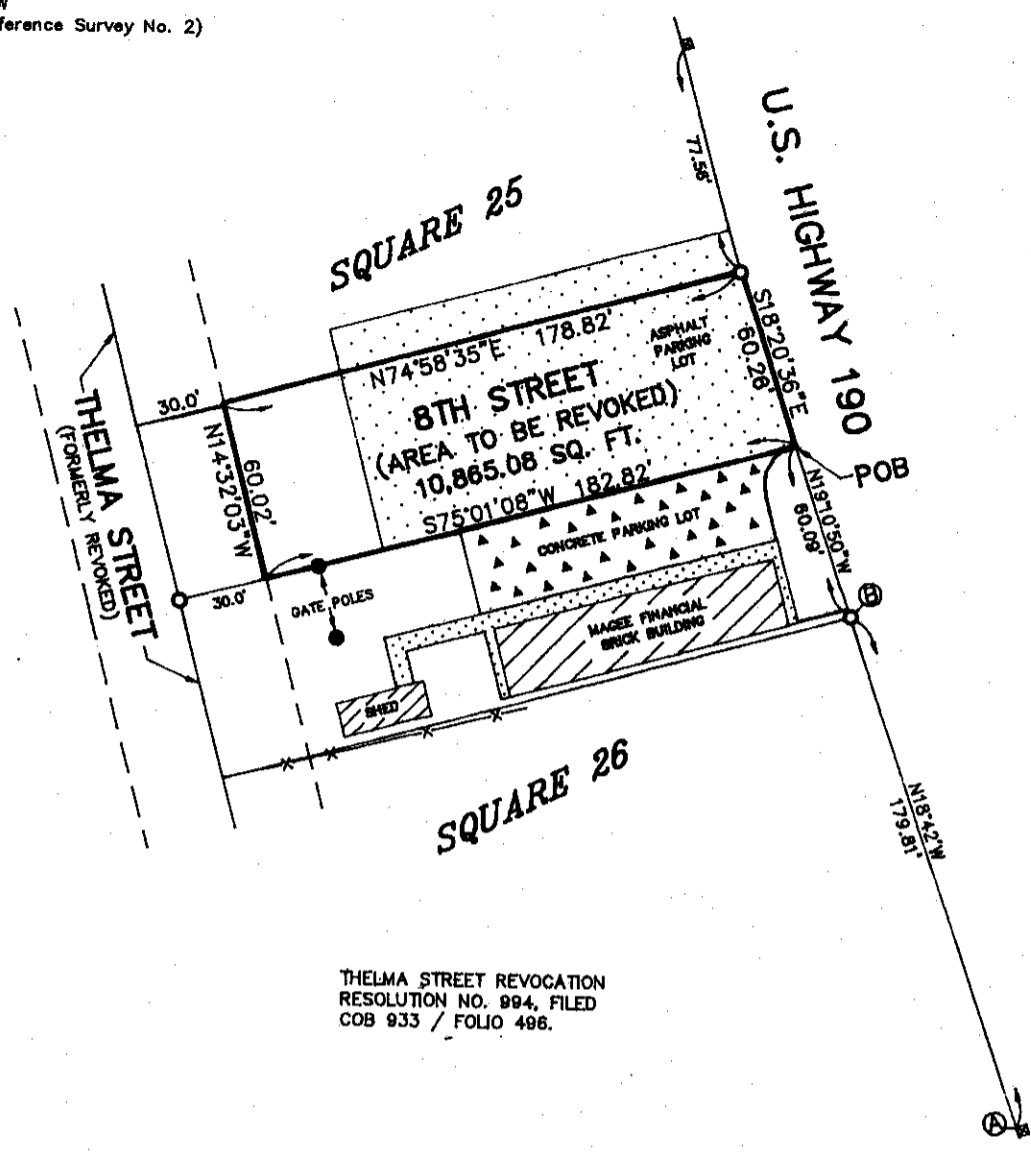 ference Survey No. 2)
U.S. HIGHWAY 190
77.56'
SQUARE 25
N74°58'35"E 178.82'
ASPHALT
PARKING
LOT
S18°20'36"E
60.26'
30.0'
8TH STREET
(AREA TO BE REVOKED)
10,865.08 SQ. FT.
THELMA STREET
(FORMERLY REVOKED)
N14°32'03"W
60.02'
S75°01'08"W 182.82'
POB
N19°10'50"W
60.09'
CONCRETE PARKING LOT
30.0'
GATE POLES
MAGEE FINANCIAL
BRICK BUILDING
B
SHED
SQUARE 26
N18°42'W
179.81'
THELMA STREET REVOCATION
RESOLUTION NO. 994, FILED
COB 933 / FOLIO 496.
A